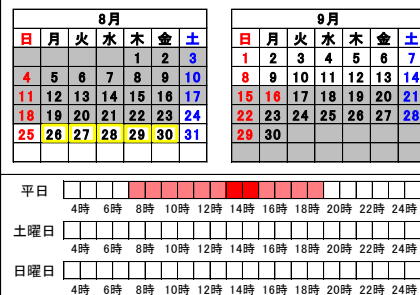 8月
日 月 火 水 木 金 土
1 2 3
4 5 6 7 8 9 10
11 12 13 14 15 16 17
18 19 20 21 22 23 24
25 26 27 28 29 30 31
9月
日 月 火 水 木 金 土
1 2 3 4 5 6 7
8 9 10 11 12 13 14
15 16 17 18 19 20 21
22 23 24 25 26 27 28
29 30
平日
4時 6時 8時 10時 12時 14時 16時 18時 20時 22時 24時
土曜日
4時 6時 8時 10時 12時 14時 16時 18時 20時 22時 24時
日曜日
4時 6時 8時 10時 12時 14時 16時 18時 20時 22時 24時